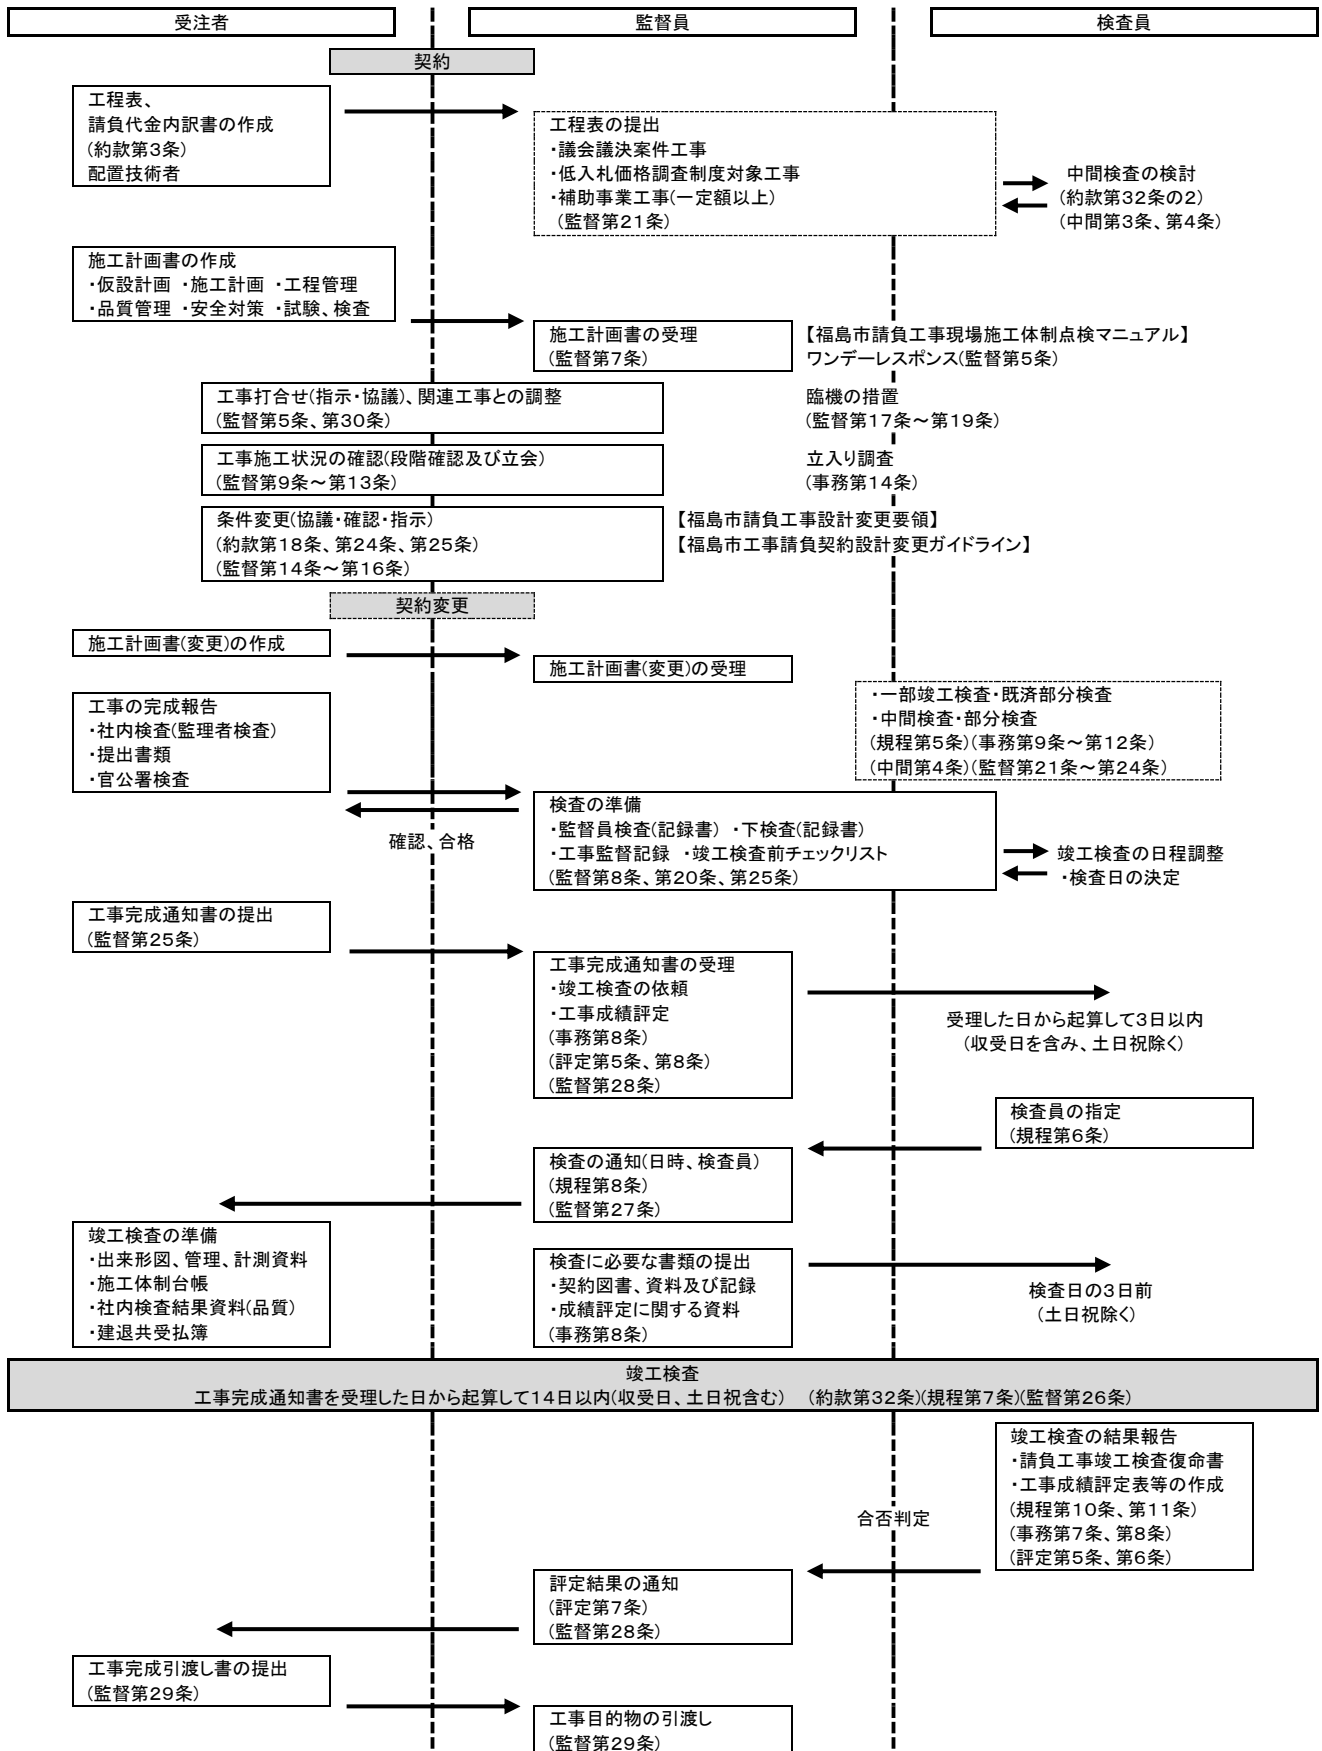 受注者
監督員
検査員
契約
工程表、
請負代金内訳書の作成
(約款第3条)
配置技術者
工程表の提出
・議会議決案件工事
・低入札価格調査制度対象工事
・補助事業工事(一定額以上)
(監督第21条)
中間検査の検討
(約款第32条の2)
(中間第3条、第4条)
施工計画書の作成
・仮設計画 ・施工計画 ・工程管理
・品質管理 ・安全対策 ・試験、検査
施工計画書の受理
(監督第7条)
【福島市請負工事現場施工体制点検マニュアル】
ワンデーレスポンス(監督第5条)
工事打合せ(指示・協議)、関連工事との調整
(監督第5条、第30条)
臨機の措置
(監督第17条～第19条)
工事施工状況の確認(段階確認及び立会)
(監督第9条～第13条)
立入り調査
(事務第14条)
条件変更(協議・確認・指示)
(約款第18条、第24条、第25条)
(監督第14条～第16条)
【福島市請負工事設計変更要領】
【福島市工事請負契約設計変更ガイドライン】
契約変更
施工計画書(変更)の作成
施工計画書(変更)の受理
・一部竣工検査・既済部分検査
・中間検査・部分検査
(規程第5条)(事務第9条～第12条)
(中間第4条)(監督第21条～第24条)
工事の完成報告
・社内検査(監理者検査)
・提出書類
・官公署検査
確認、合格
検査の準備
・監督員検査(記録書) ・下検査(記録書)
・工事監督記録 ・竣工検査前チェックリスト
(監督第8条、第20条、第25条)
竣工検査の日程調整
・検査日の決定
工事完成通知書の提出
(監督第25条)
工事完成通知書の受理
・竣工検査の依頼
・工事成績評定
(事務第8条)
(評定第5条、第8条)
(監督第28条)
受理した日から起算して3日以内
(収受日を含み、土日祝除く)
検査員の指定
(規程第6条)
検査の通知(日時、検査員)
(規程第8条)
(監督第27条)
竣工検査の準備
・出来形図、管理、計測資料
・施工体制台帳
・社内検査結果資料(品質)
・建退共受払簿
検査に必要な書類の提出
・契約図書、資料及び記録
・成績評定に関する資料
(事務第8条)
検査日の3日前
(土日祝除く)
竣工検査
工事完成通知書を受理した日から起算して14日以内(収受日、土日祝含む) (約款第32条)(規程第7条)(監督第26条)
竣工検査の結果報告
・請負工事竣工検査復命書
・工事成績評定表等の作成
(規程第10条、第11条)
(事務第7条、第8条)
(評定第5条、第6条)
合否判定
評定結果の通知
(評定第7条)
(監督第28条)
工事完成引渡し書の提出
(監督第29条)
工事目的物の引渡し
(監督第29条)